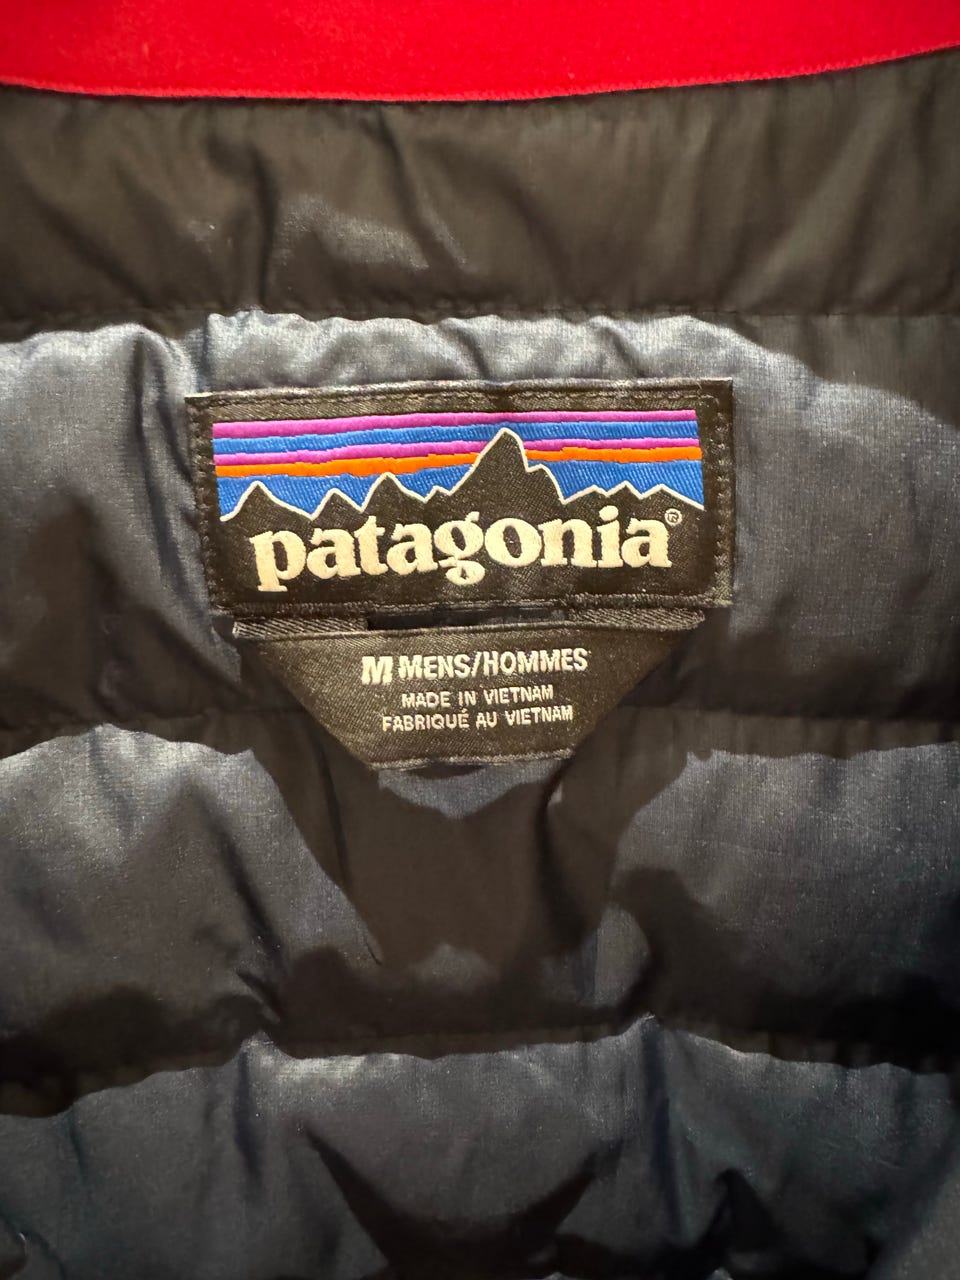 patagonia®
M MENS/HOMMES
MADE IN VIETNAM
FABRIQUÉ AU VIETNAM